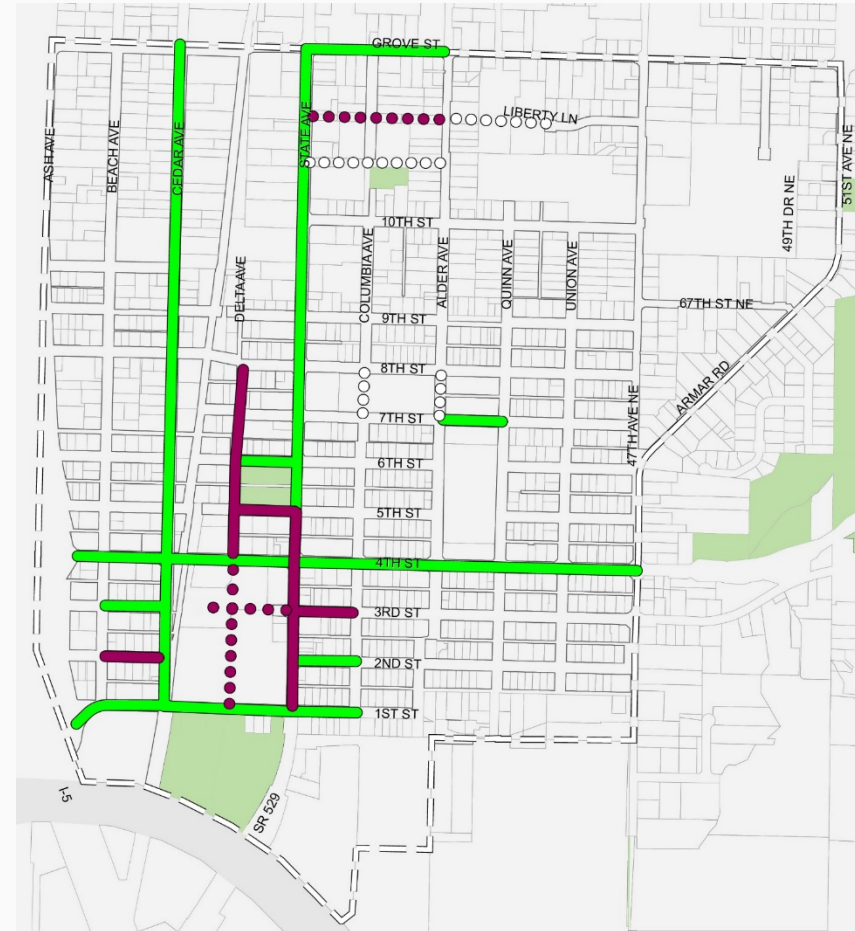 GROVE ST
LIBERTY LN
ASH AVE
BEACH AVE
CEDAR AVE
STATE AVE
51ST AVE NE
49TH DR NE
10TH ST
COLUMBIA AVE
ALDER AVE
QUINN AVE
UNION AVE
DELTA AVE
67TH ST NE
9TH ST
8TH ST
ARMAR RD
7TH ST
47TH AVE NE
6TH ST
5TH ST
4TH ST
3RD ST
2ND ST
1ST ST
I-5
SR 529